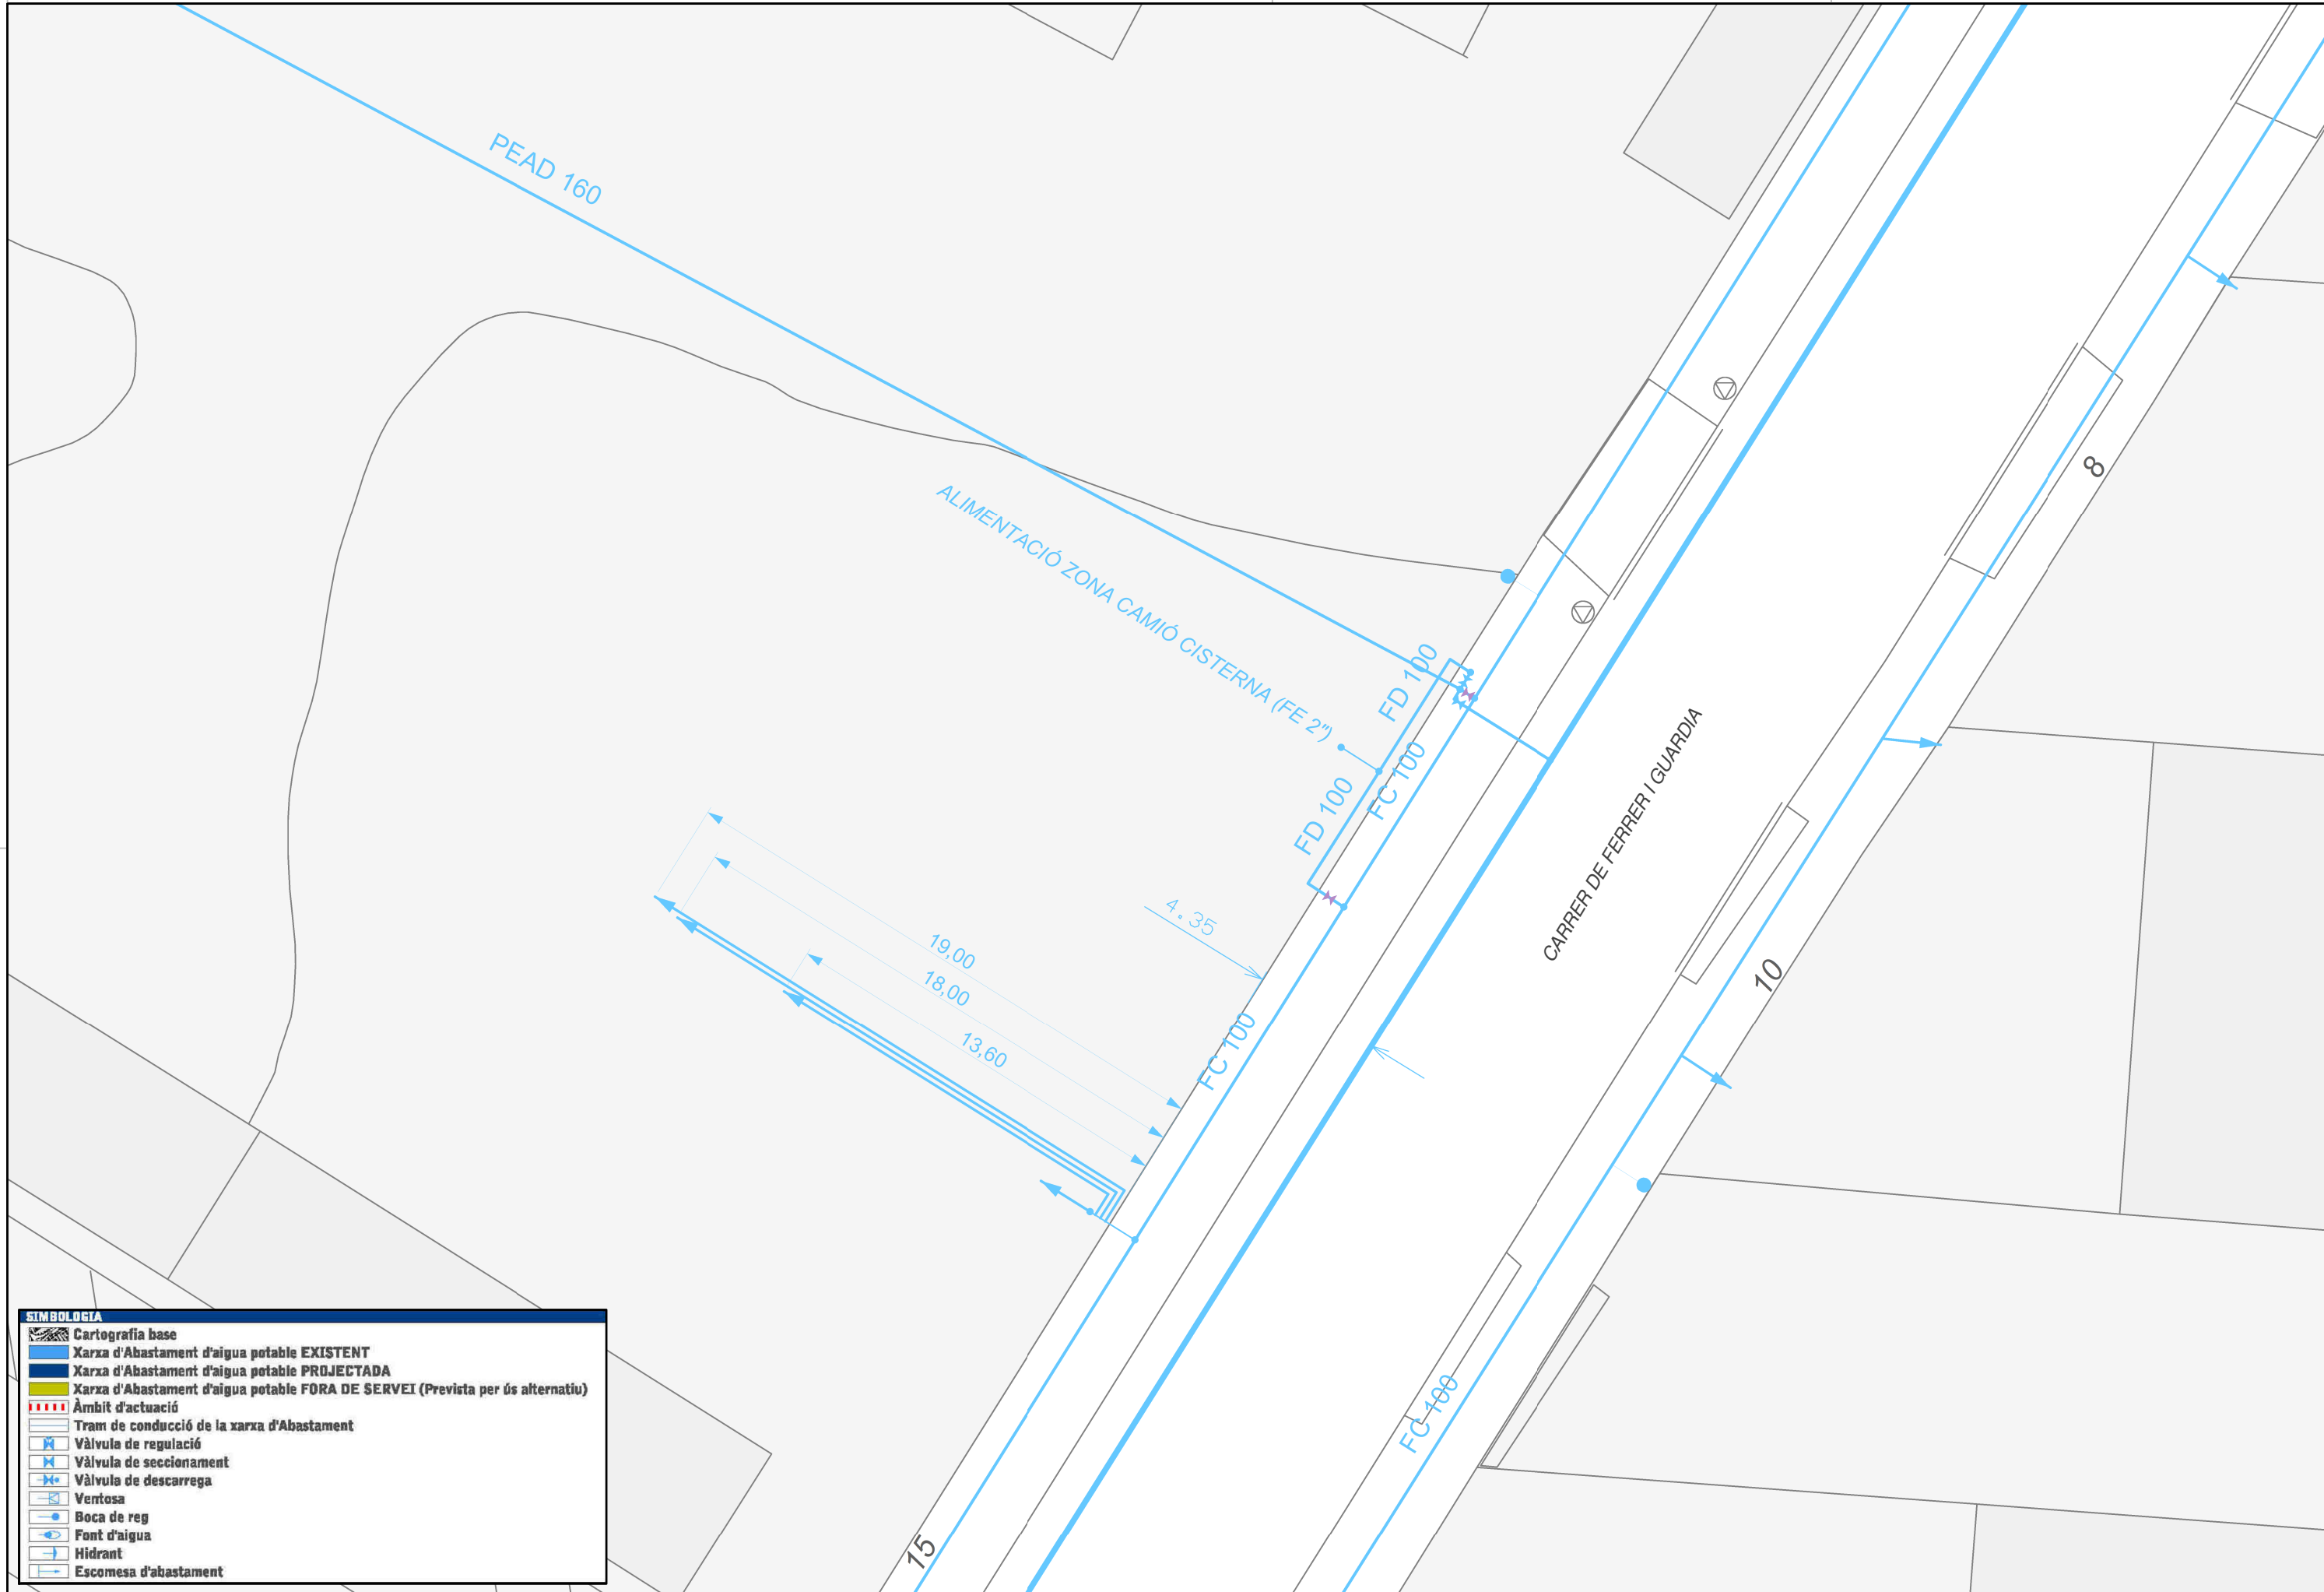 PEAD 160
8
ALIMENTACIÓ ZONA CAMIÓ CISTERNA (FE 2")
FD 100
FC 100
FD 100
CARRER DE FERRER I GUARDIA
4.35
19,00
18,00
13,60
10
FC 100
FC 100
15
SIMBOLOGIA
Cartografia base
Xarxa d'Abastament d'aigua potable EXISTENT
Xarxa d'Abastament d'aigua potable PROJECTADA
Xarxa d'Abastament d'aigua potable FORA DE SERVEI (Prevista per ús alternatiu)
Àmbit d'actuació
Tram de conducció de la xarxa d'Abastament
Vàlvula de regulació
Vàlvula de seccionament
Vàlvula de descarrega
Ventosa
Boca de reg
Font d'aigua
Hidrant
Escomesa d'abastament